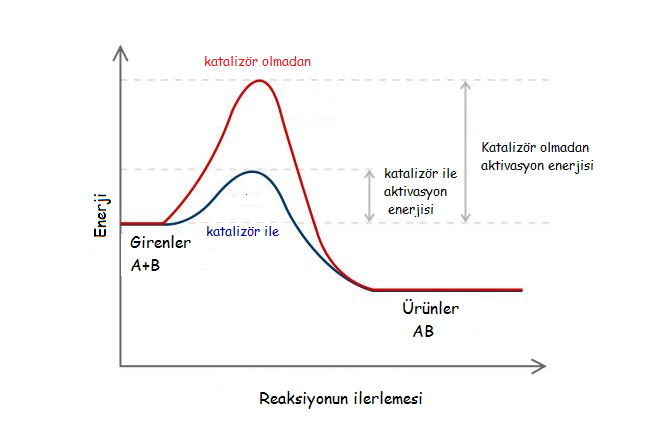 katalizör olmadan
Katalizör olmadan
aktivasyon enerjisi
katalizör ile
aktivasyon
enerjisi
Enerji
katalizör ile
Girenler
A+B
Ürünler
AB
Reaksiyonun ilerlemesi